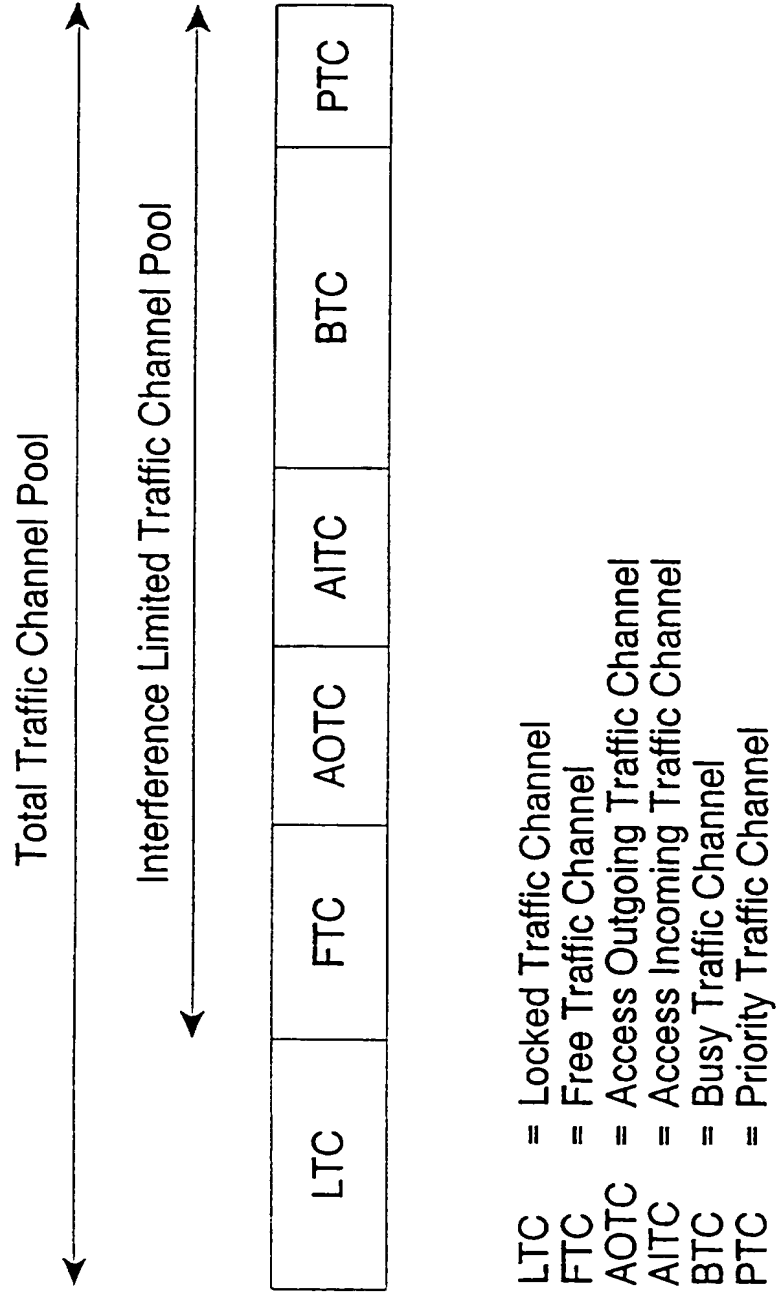 Total Traffic Channel Pool
Interference Limited Traffic Channel Pool
LTC FTC AOTC AITC BTC PTC
LTC = Locked Traffic Channel
FTC = Free Traffic Channel
AOTC = Access Outgoing Traffic Channel
AITC = Access Incoming Traffic Channel
BTC = Busy Traffic Channel
PTC = Priority Traffic Channel